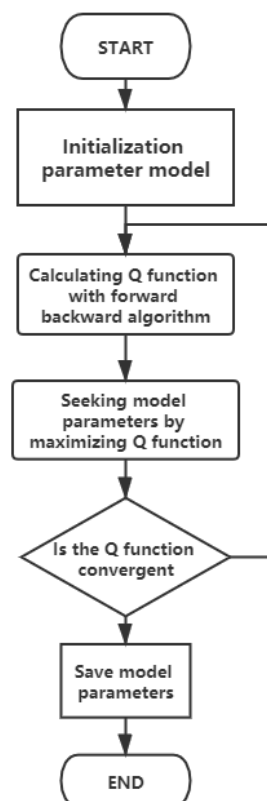 START
Initialization
parameter model
Calculating Q function
with forward
backward algorithm
Seeking model
parameters by
maximizing Q function
Is the Q function
convergent
Save model
parameters
END